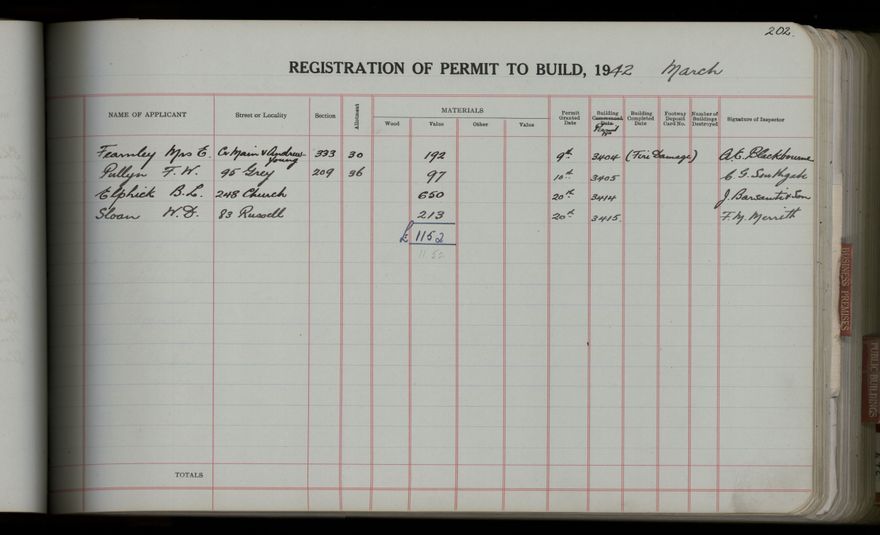 202.
REGISTRATION OF PERMIT TO BUILD, 1942 March
NAME OF APPLICANT Street or Locality Section Allotment MATERIALS Wood Value Other Value Permit Granted Date Building Commenced Date Building Completed Date Footway Deposit Card No. Number of Buildings Destroyed Signature of Inspector
Fearnley Mrs E. Cr Main & Andrew Young 333 30 192 9th 3404 (Fire Damage) A.E. Blackbourne
Pullyn F. W. 95 Grey 209 36 97 10th 3405
Elphick B. L. 248 Church 650 20th 3414 J. Barsanti & Son
Sloan W. D. 83 Russell 213 20th 3415 F. M. Merrith
£ 1152
11.52
TOTALS
BUSINESS PREMISES
PUBLIC BUILDINGS